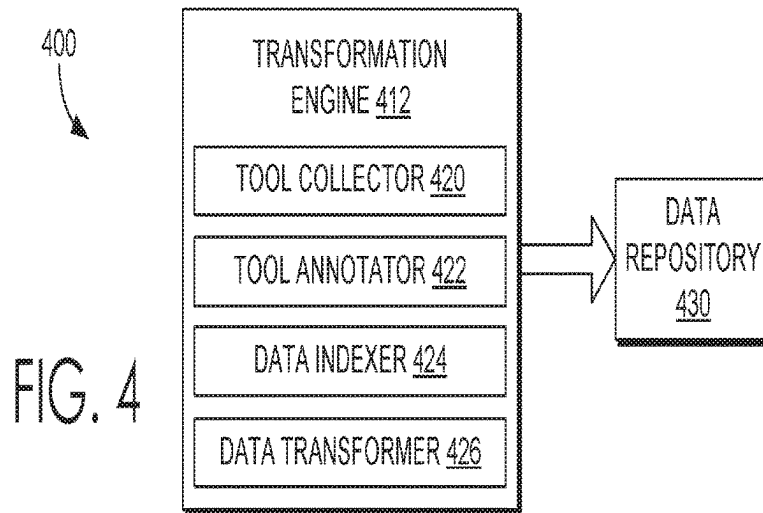 400
TRANSFORMATION
ENGINE 412
TOOL COLLECTOR 420
TOOL ANNOTATOR 422
DATA INDEXER 424
DATA TRANSFORMER 426
DATA
REPOSITORY
430
FIG. 4